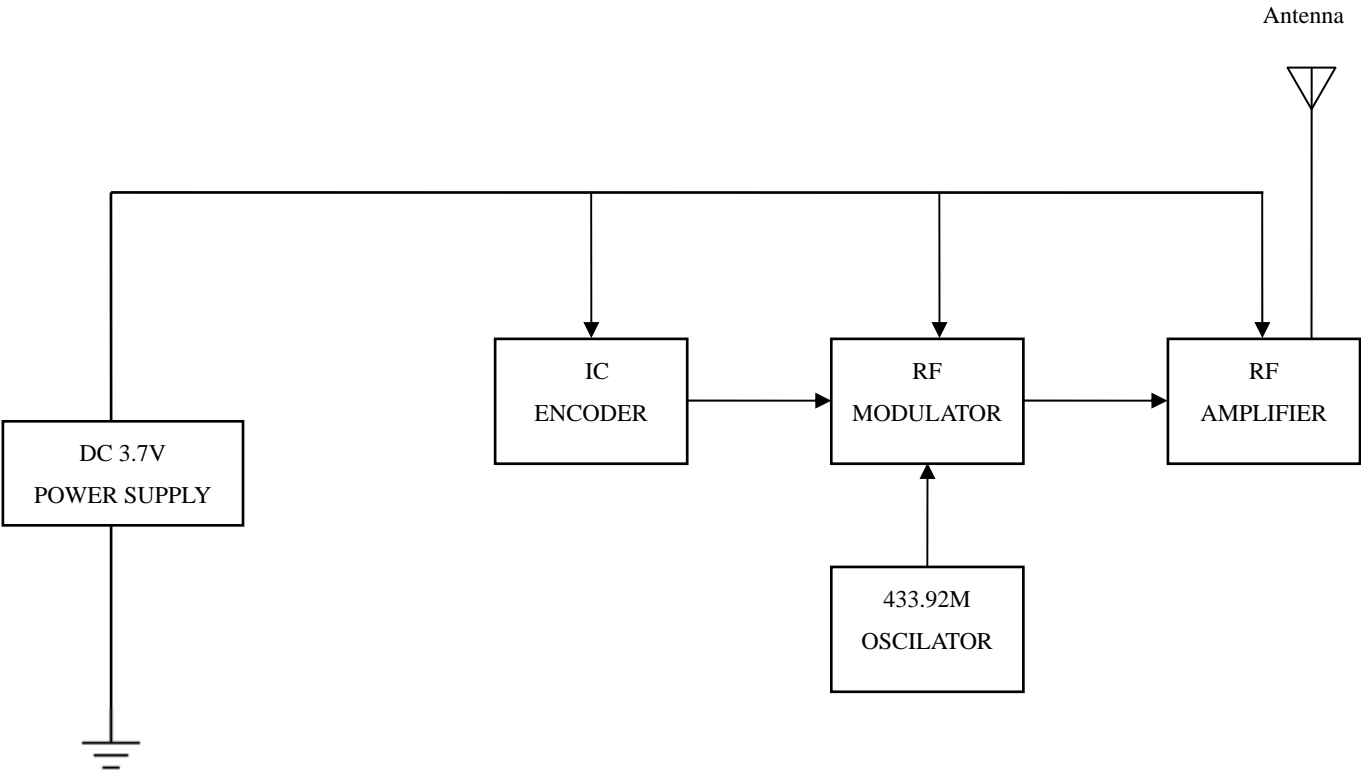 Antenna
IC
ENCODER
RF
MODULATOR
RF
AMPLIFIER
DC 3.7V
POWER SUPPLY
433.92M
OSCILATOR